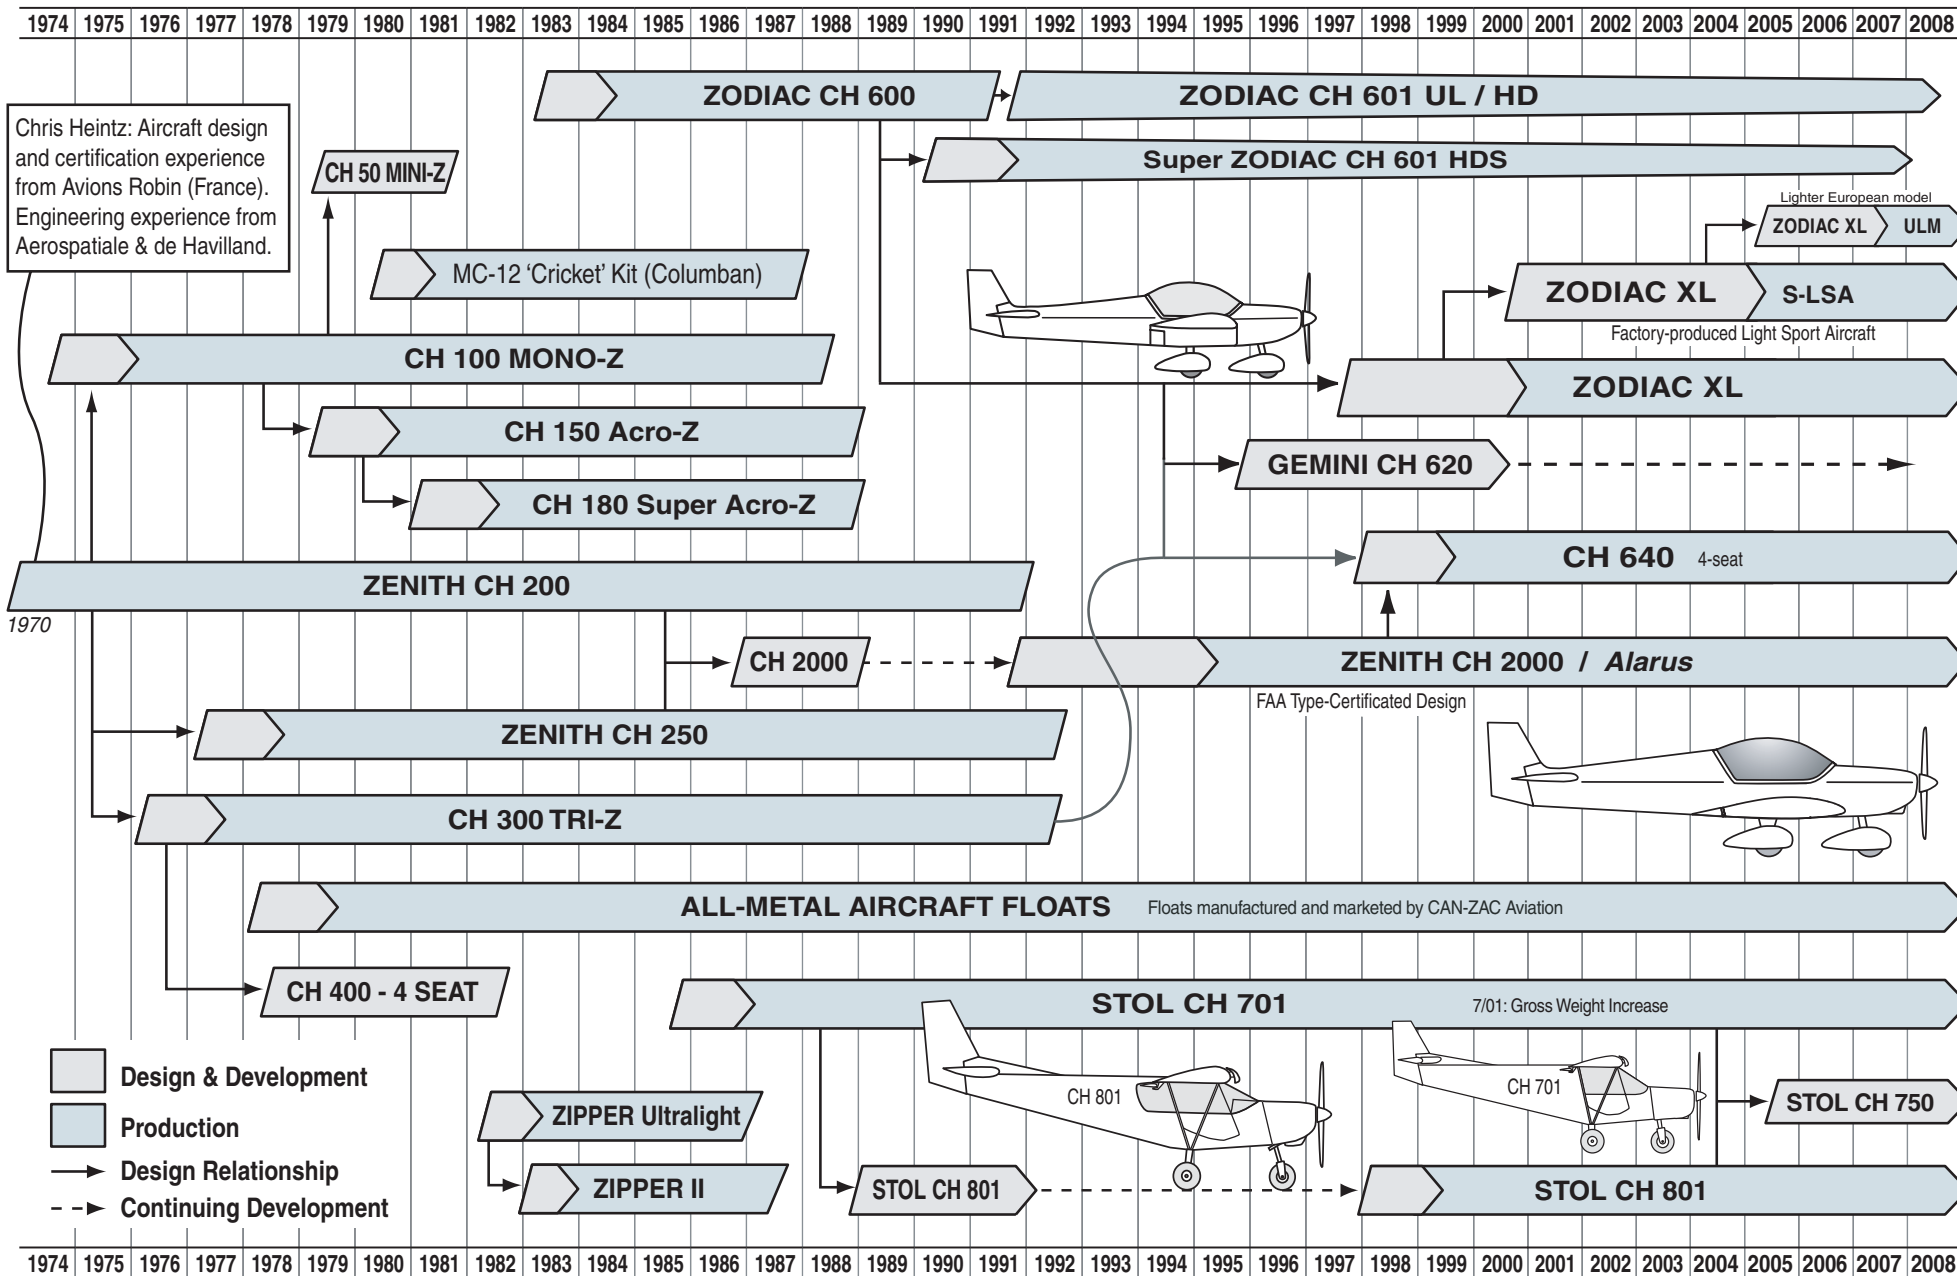 1974 1975 1976 1977 1978 1979 1980 1981 1982 1983 1984 1985 1986 1987 1988 1989 1990 1991 1992 1993 1994 1995 1996 1997 1998 1999 2000 2001 2002 2003 2004 2005 2006 2007 2008
ZODIAC CH 600
ZODIAC CH 601 UL / HD
Chris Heintz: Aircraft design
and certification experience
from Avions Robin (France).
Engineering experience from
Aerospatiale & de Havilland.
CH 50 MINI-Z
Super ZODIAC CH 601 HDS
Lighter European model
ZODIAC XL
ULM
MC-12 ‘Cricket’ Kit (Columban)
ZODIAC XL
S-LSA
Factory-produced Light Sport Aircraft
CH 100 MONO-Z
ZODIAC XL
CH 150 Acro-Z
GEMINI CH 620
CH 180 Super Acro-Z
CH 640 4-seat
ZENITH CH 200
1970
CH 2000
ZENITH CH 2000 / Alarus
FAA Type-Certificated Design
ZENITH CH 250
CH 300 TRI-Z
ALL-METAL AIRCRAFT FLOATS Floats manufactured and marketed by CAN-ZAC Aviation
CH 400 - 4 SEAT
STOL CH 701
7/01: Gross Weight Increase
Design & Development
Production
Design Relationship
Continuing Development
ZIPPER Ultralight
CH 801
CH 701
STOL CH 750
ZIPPER II
STOL CH 801
STOL CH 801
1974 1975 1976 1977 1978 1979 1980 1981 1982 1983 1984 1985 1986 1987 1988 1989 1990 1991 1992 1993 1994 1995 1996 1997 1998 1999 2000 2001 2002 2003 2004 2005 2006 2007 2008